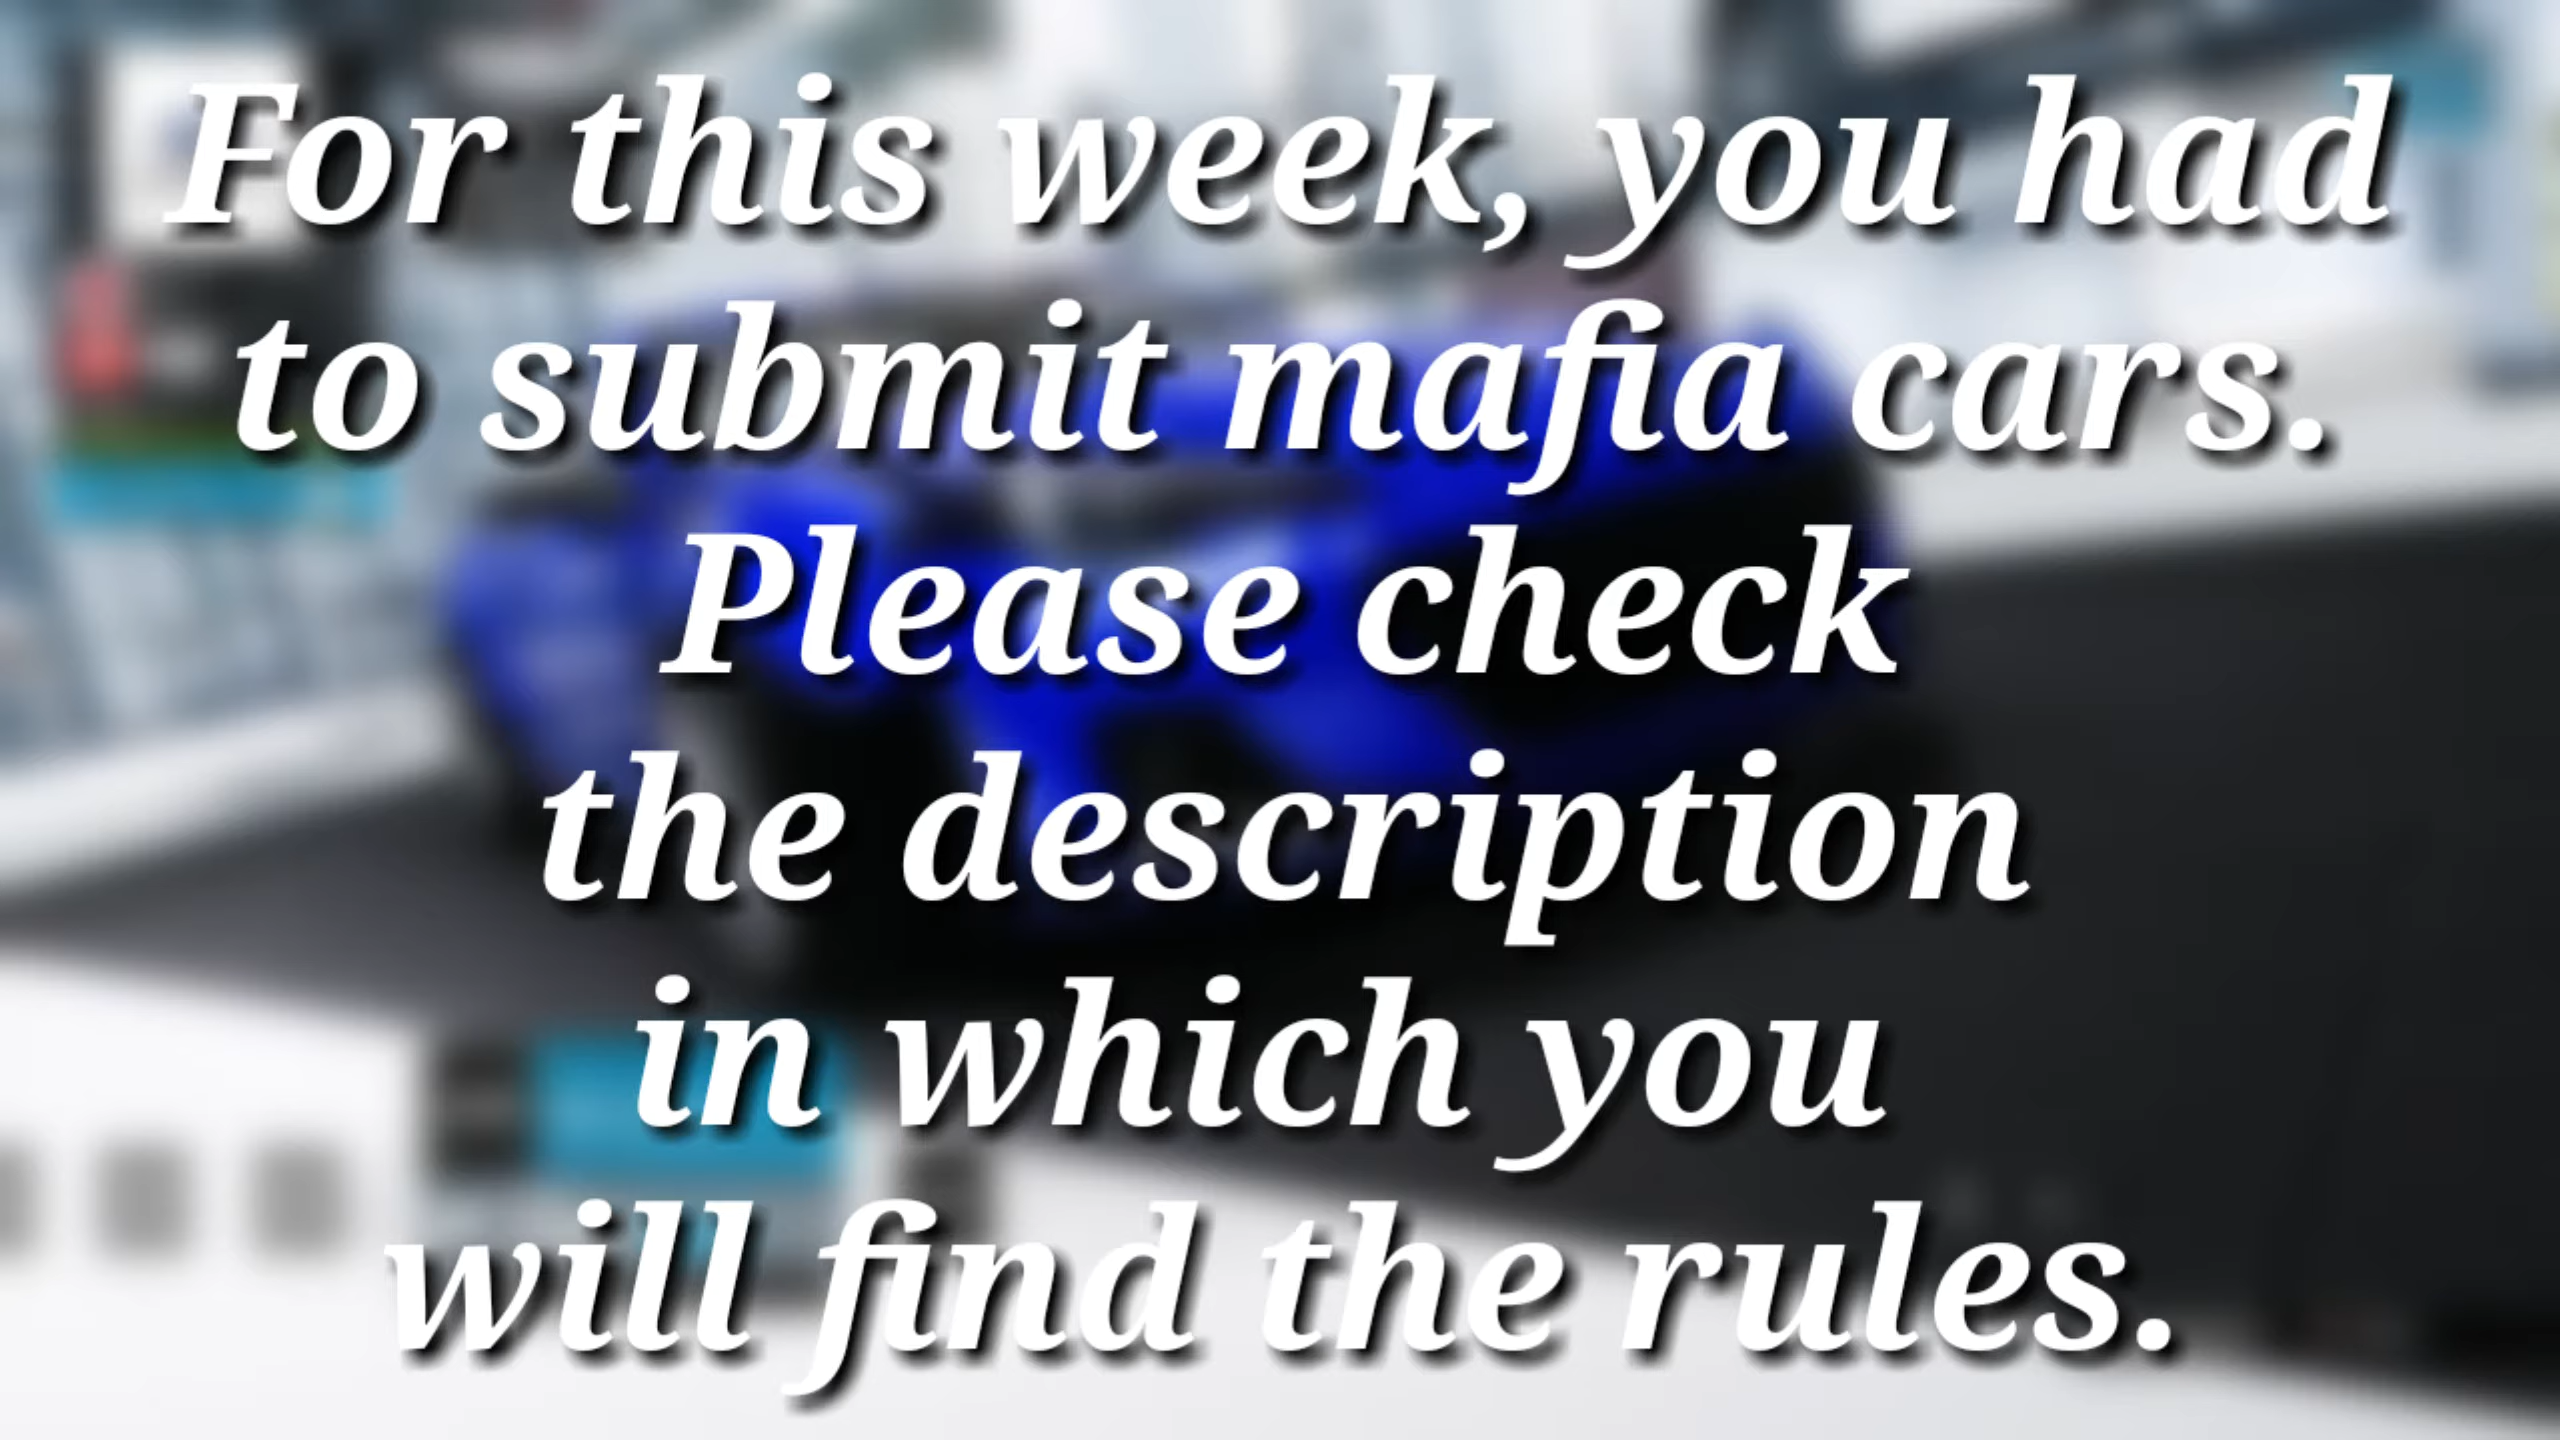 For this week, you had
to submit mafia cars.
Please check
the description
in which you
will find the rules.